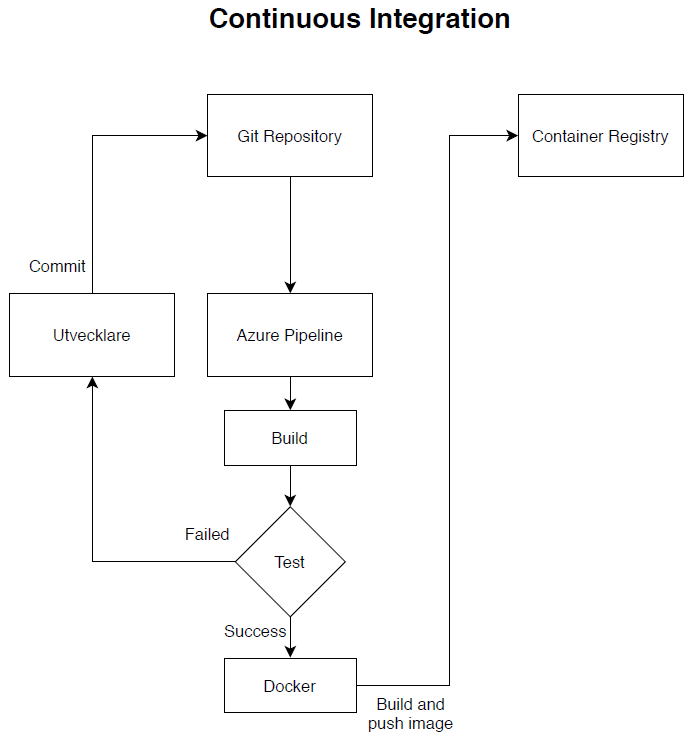 Continuous Integration
Git Repository
Container Registry
Commit
Utvecklare
Azure Pipeline
Build
Failed
Test
Success
Docker
Build and
push image